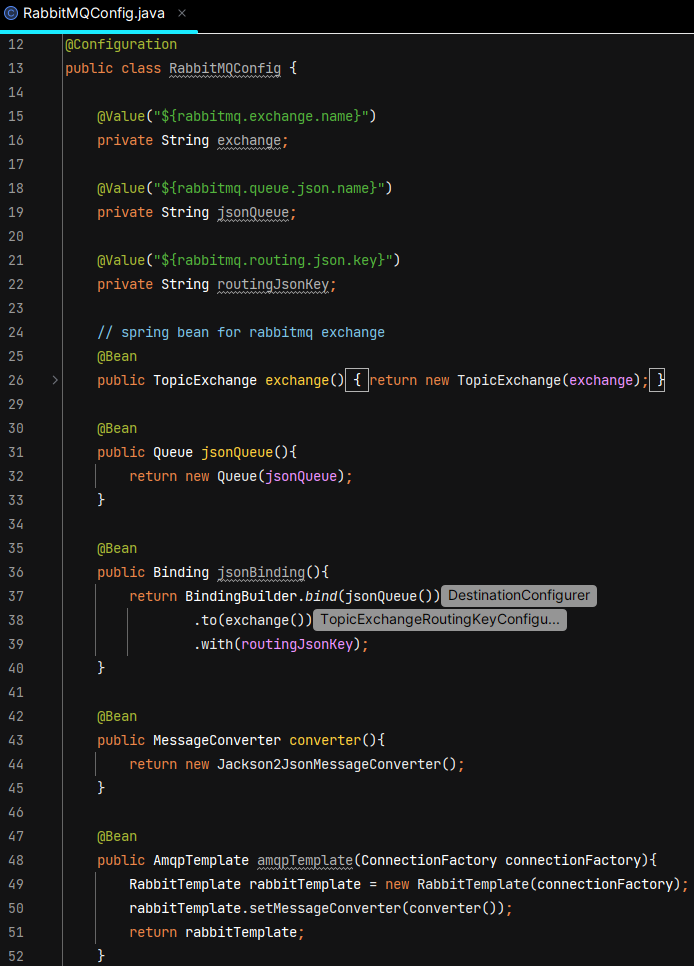 RabbitMQConfig.java ×
12 @Configuration
13 public class RabbitMQConfig {
14
15 @Value("${rabbitmq.exchange.name}")
16 private String exchange;
17
18 @Value("${rabbitmq.queue.json.name}")
19 private String jsonQueue;
20
21 @Value("${rabbitmq.routing.json.key}")
22 private String routingJsonKey;
23
24 // spring bean for rabbitmq exchange
25 @Bean
26 public TopicExchange exchange() { return new TopicExchange(exchange); }
29
30 @Bean
31 public Queue jsonQueue(){
32 return new Queue(jsonQueue);
33 }
34
35 @Bean
36 public Binding jsonBinding(){
37 return BindingBuilder.bind(jsonQueue()) DestinationConfigurer
38 .to(exchange()) TopicExchangeRoutingKeyConfigu...
39 .with(routingJsonKey);
40 }
41
42 @Bean
43 public MessageConverter converter(){
44 return new Jackson2JsonMessageConverter();
45 }
46
47 @Bean
48 public AmqpTemplate amqpTemplate(ConnectionFactory connectionFactory){
49 RabbitTemplate rabbitTemplate = new RabbitTemplate(connectionFactory);
50 rabbitTemplate.setMessageConverter(converter());
51 return rabbitTemplate;
52 }